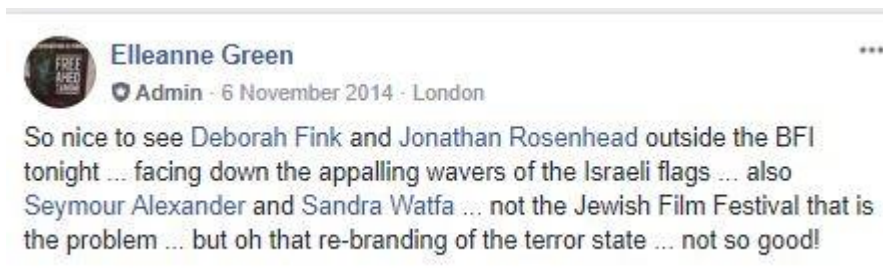 Elleanne Green
Admin · 6 November 2014 · London
So nice to see Deborah Fink and Jonathan Rosenhead outside the BFI
tonight ... facing down the appalling wavers of the Israeli flags ... also
Seymour Alexander and Sandra Watfa ... not the Jewish Film Festival that is
the problem ... but oh that re-branding of the terror state ... not so good!
FREE
AHED